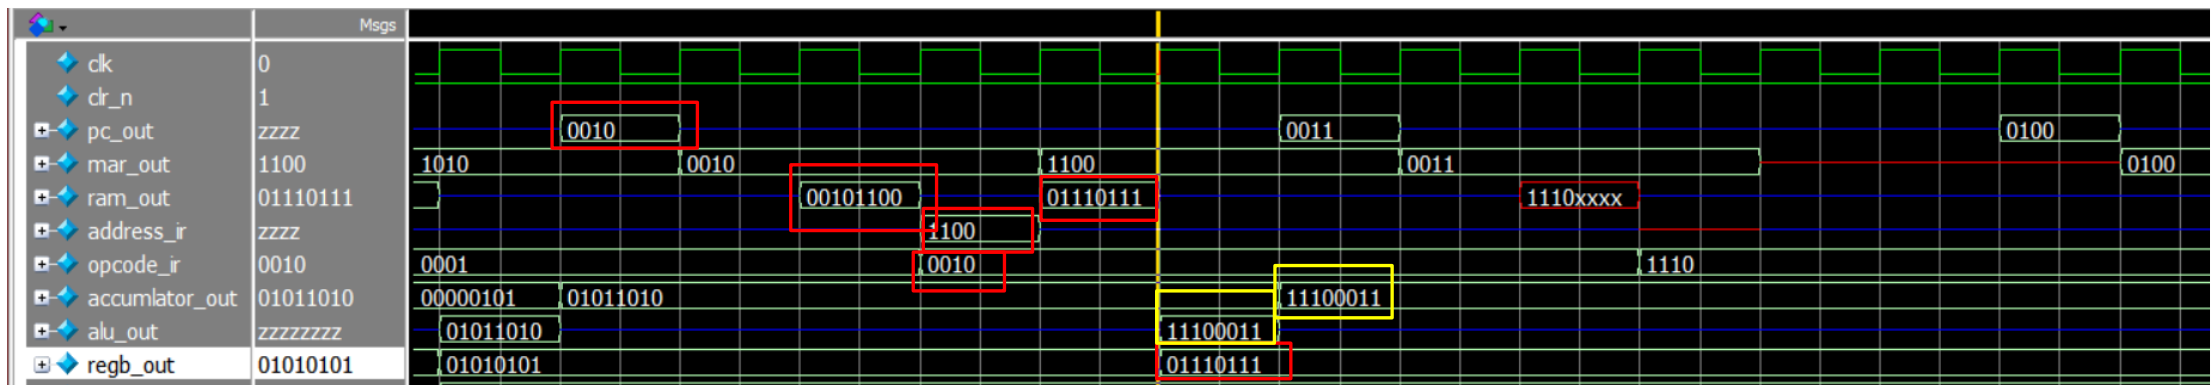 Msgs
clk 0
clr_n 1
pc_out zzzz 0010 0011 0100
mar_out 1100 1010 0010 1100 0011 0100
ram_out 01110111 00101100 01110111 1110xxxx
address_ir zzzz 1100
opcode_ir 0010 0001 0010 1110
accumlator_out 01011010 00000101 01011010 11100011
alu_out zzzzzzzz 01011010 11100011
regb_out 01010101 01010101 01110111